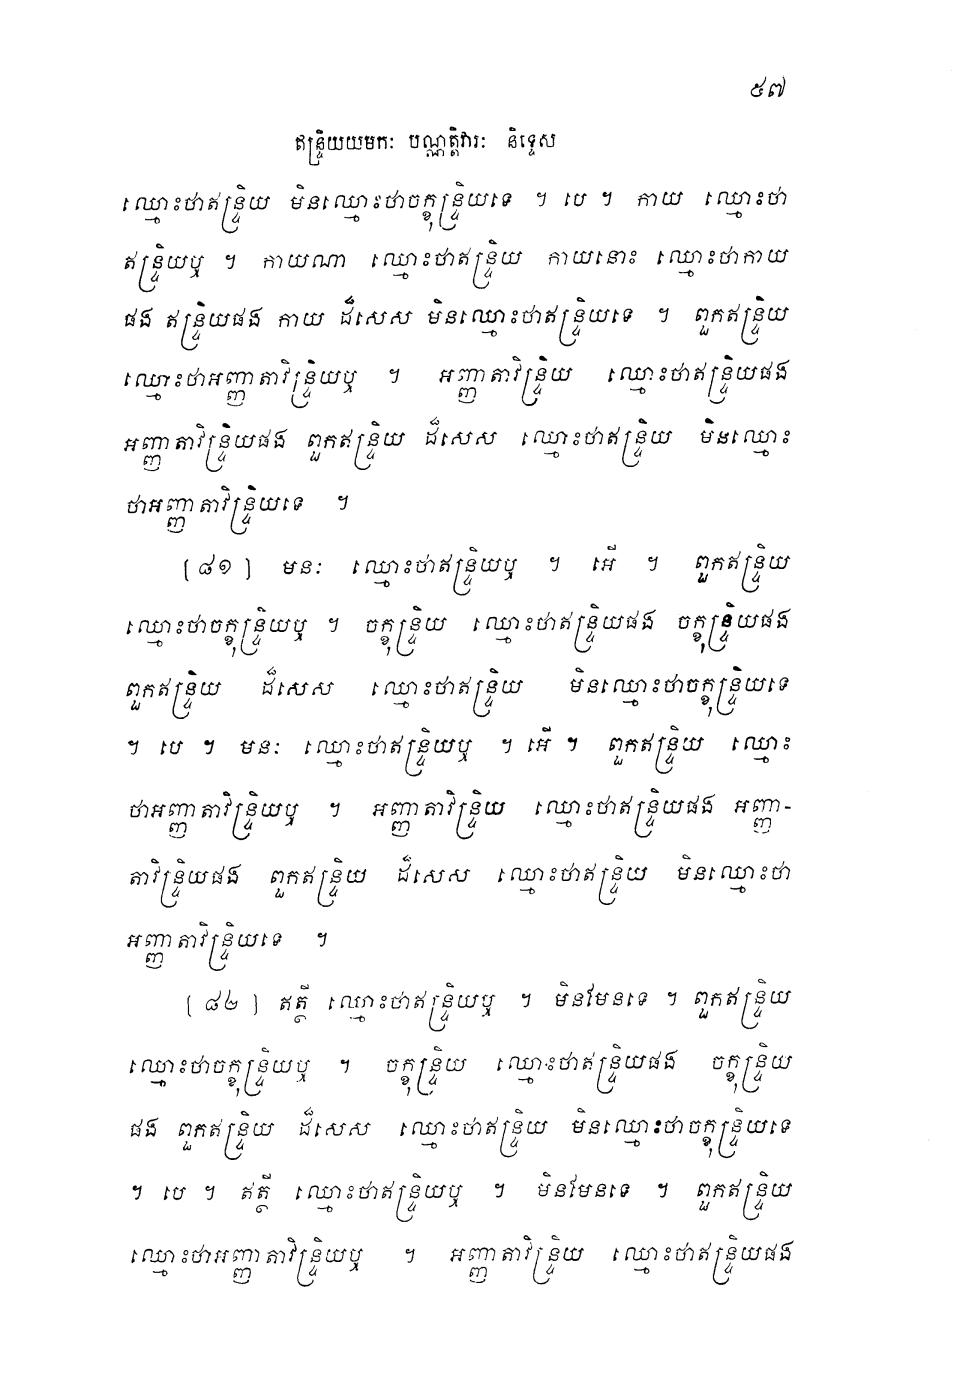 ៥៧
ឥន្ទ្រិយយមកៈ បណ្ណត្តិវារៈ និទ្ទេស
ឈ្មោះថាឥន្ទ្រិយ មិនឈ្មោះថាចក្ខុន្ទ្រិយទេ ។ បេ ។ កាយ ឈ្មោះថា
ឥន្ទ្រិយឬ ។ កាយណា ឈ្មោះថាឥន្ទ្រិយ កាយនោះ ឈ្មោះថាកាយ
ផង ឥន្ទ្រិយផង កាយ ដ៏សេស មិនឈ្មោះថាឥន្ទ្រិយទេ ។ ពួកឥន្ទ្រិយ
ឈ្មោះថាអញ្ញាតាវិន្ទ្រិយឬ ។ អញ្ញាតាវិន្ទ្រិយ ឈ្មោះថាឥន្ទ្រិយផង
អញ្ញាតាវិន្ទ្រិយផង ពួកឥន្ទ្រិយ ដ៏សេស ឈ្មោះថាឥន្ទ្រិយ មិនឈ្មោះ
ថាអញ្ញាតាវិន្ទ្រិយទេ ។
[ ៨១ ] មនៈ ឈ្មោះថាឥន្ទ្រិយឬ ។ អើ ។ ពួកឥន្ទ្រិយ
ឈ្មោះថាចក្ខុន្ទ្រិយឬ ។ ចក្ខុន្ទ្រិយ ឈ្មោះថាឥន្ទ្រិយផង ចក្ខុន្ទ្រិយផង
ពួកឥន្ទ្រិយ ដ៏សេស ឈ្មោះថាឥន្ទ្រិយ មិនឈ្មោះថាចក្ខុន្ទ្រិយទេ
។ បេ ។ មនៈ ឈ្មោះថាឥន្ទ្រិយឬ ។ អើ ។ ពួកឥន្ទ្រិយ ឈ្មោះ
ថាអញ្ញាតាវិន្ទ្រិយឬ ។ អញ្ញាតាវិន្ទ្រិយ ឈ្មោះថាឥន្ទ្រិយផង អញ្ញា-
តាវិន្ទ្រិយផង ពួកឥន្ទ្រិយ ដ៏សេស ឈ្មោះថាឥន្ទ្រិយ មិនឈ្មោះថា
អញ្ញាតាវិន្ទ្រិយទេ ។
[ ៨២ ] ឥត្ថី ឈ្មោះថាឥន្ទ្រិយឬ ។ មិនមែនទេ ។ ពួកឥន្ទ្រិយ
ឈ្មោះថាចក្ខុន្ទ្រិយឬ ។ ចក្ខុន្ទ្រិយ ឈ្មោះថាឥន្ទ្រិយផង ចក្ខុន្ទ្រិយ
ផង ពួកឥន្ទ្រិយ ដ៏សេស ឈ្មោះថាឥន្ទ្រិយ មិនឈ្មោះថាចក្ខុន្ទ្រិយទេ
។ បេ ។ ឥត្ថី ឈ្មោះថាឥន្ទ្រិយឬ ។ មិនមែនទេ ។ ពួកឥន្ទ្រិយ
ឈ្មោះថាអញ្ញាតាវិន្ទ្រិយឬ ។ អញ្ញាតាវិន្ទ្រិយ ឈ្មោះថាឥន្ទ្រិយផង